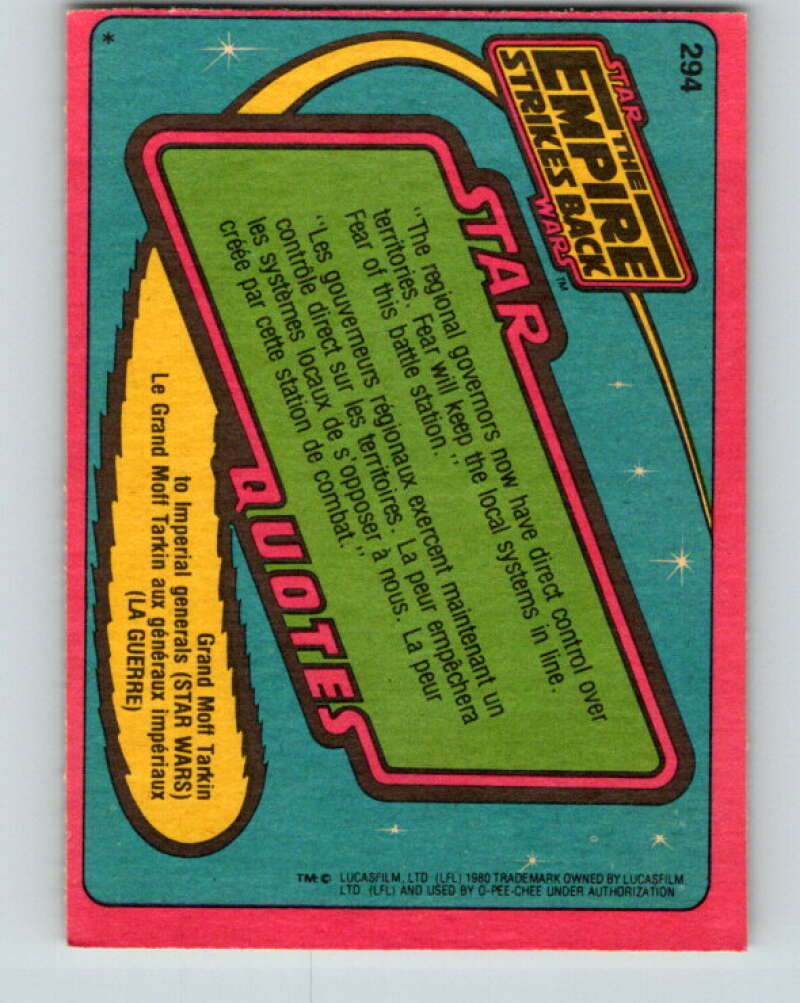 294
STAR
THE
EMPIRE
STRIKES BACK
WARS™
STAR
"The regional governors now have direct control over
territories. Fear will keep the local systems in line.
Fear of this battle station."
"Les gouverneurs régionaux exercent maintenant un
contrôle direct sur les territoires. La peur empêchera
les systèmes locaux de s'opposer à nous. La peur
créée par cette station de combat."
QUOTES
Grand Moff Tarkin
to Imperial generals (STAR WARS)
Le Grand Moff Tarkin aux généraux impériaux
(LA GUERRE)
*
TM: © LUCASFILM, LTD (LFL) 1980 TRADEMARK OWNED BY LUCASFILM,
LTD (LFL) AND USED BY O-PEE-CHEE UNDER AUTHORIZATION